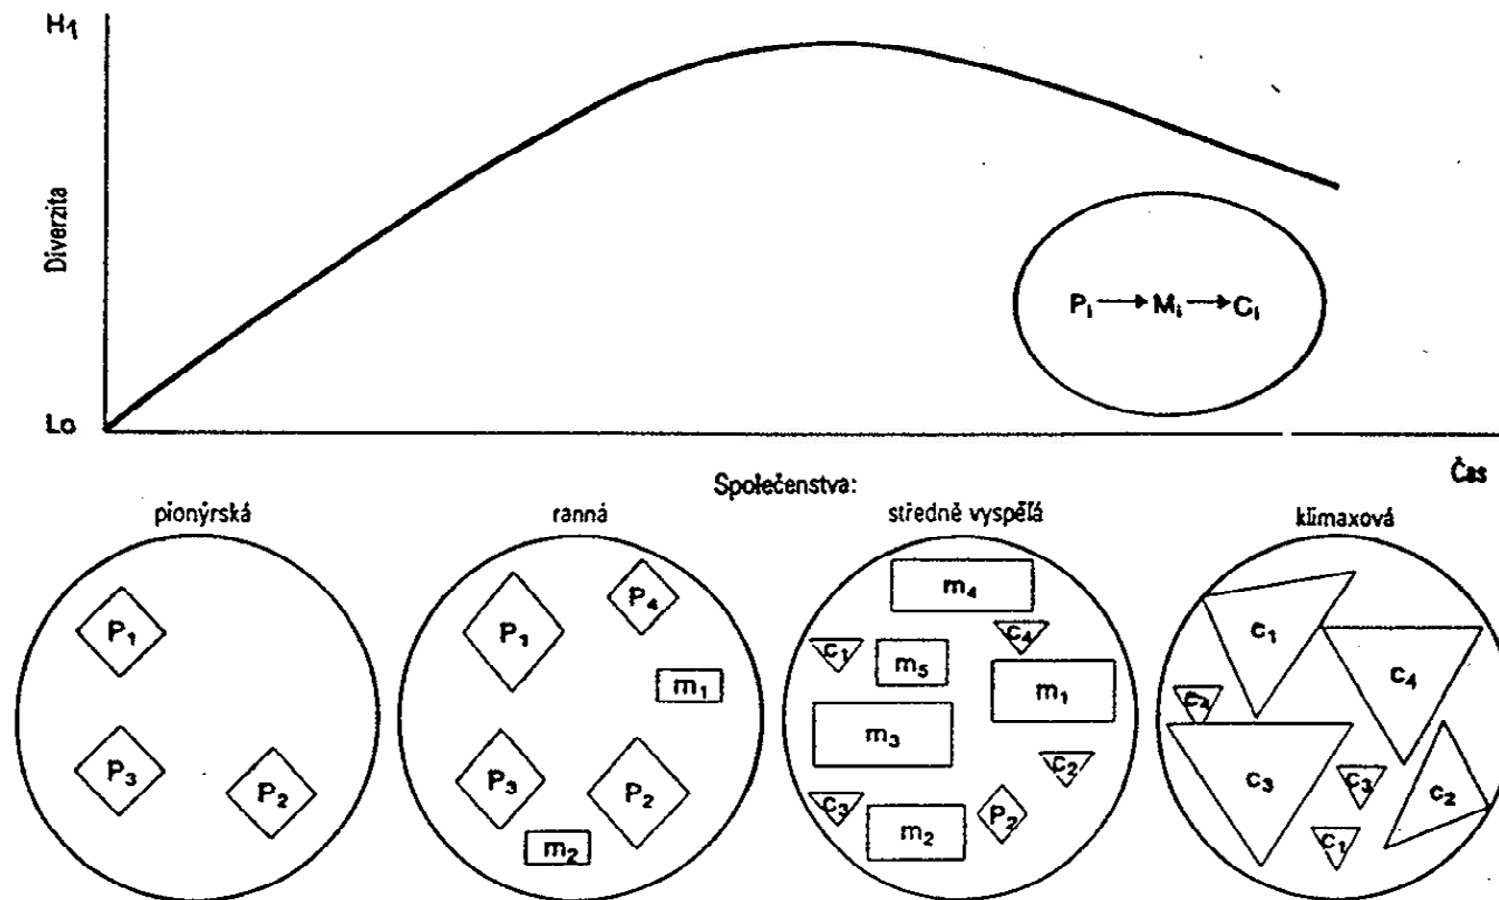 H₁
Diverzita
Pᵢ → Mᵢ → Cᵢ
Lo
Čas
Společenstva:
pionýrská
ranná
středně vyspělá
klimaxová
P₁
P₃
P₂
P₁
P₄
m₁
P₃
P₂
m₂
m₄
c₁
m₅
c₄
m₁
m₃
c₂
c₃
m₂
P₂
c₁
c₄
c₃
c₃
c₂
c₁